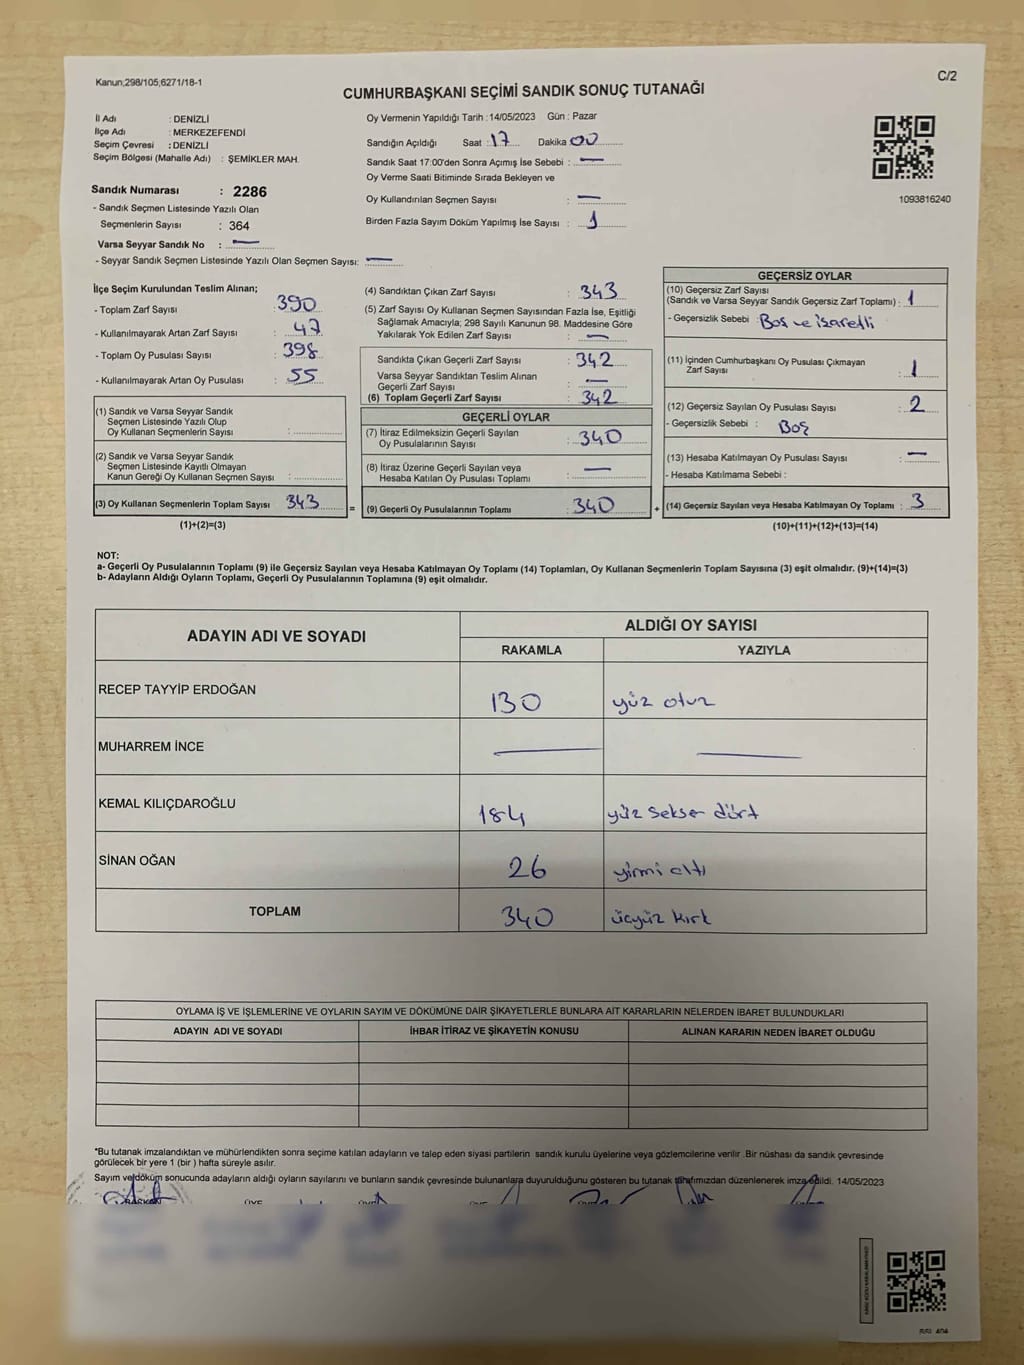 Kanun;298/105;6271/18-1
C/2
CUMHURBAŞKANI SEÇİMİ SANDIK SONUÇ TUTANAĞI
İl Adı : DENİZLİ
İlçe Adı : MERKEZEFENDİ
Seçim Çevresi : DENİZLİ
Seçim Bölgesi (Mahalle Adı) : ŞEMİKLER MAH.
Sandık Numarası : 2286
- Sandık Seçmen Listesinde Yazılı Olan
Seçmenlerin Sayısı : 364
Varsa Seyyar Sandık No : —
- Seyyar Sandık Seçmen Listesinde Yazılı Olan Seçmen Sayısı: —
Oy Vermenin Yapıldığı Tarih :14/05/2023 Gün : Pazar
Sandığın Açıldığı Saat : 17 Dakika 00
Sandık Saat 17:00'den Sonra Açımış İse Sebebi : —
Oy Verme Saati Bitiminde Sırada Bekleyen ve
Oy Kullandırılan Seçmen Sayısı : —
Birden Fazla Sayım Döküm Yapılmış İse Sayısı : 1
1093816240
İlçe Seçim Kurulundan Teslim Alınan;
- Toplam Zarf Sayısı : 390
- Kullanılmayarak Artan Zarf Sayısı : 47
- Toplam Oy Pusulası Sayısı : 398
- Kullanılmayarak Artan Oy Pusulası : 55
(1) Sandık ve Varsa Seyyar Sandık
Seçmen Listesinde Yazılı Olup
Oy Kullanan Seçmenlerin Sayısı :
(2) Sandık ve Varsa Seyyar Sandık
Seçmen Listesinde Kayıtlı Olmayan
Kanun Gereği Oy Kullanan Seçmen Sayısı :
(3) Oy Kullanan Seçmenlerin Toplam Sayısı 343
(1)+(2)=(3)
(4) Sandıktan Çıkan Zarf Sayısı : 343
(5) Zarf Sayısı Oy Kullanan Seçmen Sayısından Fazla İse, Eşitliği
Sağlamak Amacıyla; 298 Sayılı Kanunun 98. Maddesine Göre
Yakılarak Yok Edilen Zarf Sayısı : —
Sandıkta Çıkan Geçerli Zarf Sayısı : 342
Varsa Seyyar Sandıktan Teslim Alınan
Geçerli Zarf Sayısı : —
(6) Toplam Geçerli Zarf Sayısı : 342
GEÇERLİ OYLAR
(7) İtiraz Edilmeksizin Geçerli Sayılan
Oy Pusulalarının Sayısı : 340
(8) İtiraz Üzerine Geçerli Sayılan veya
Hesaba Katılan Oy Pusulası Toplamı : —
= (9) Geçerli Oy Pusulalarının Toplamı 340 +
GEÇERSİZ OYLAR
(10) Geçersiz Zarf Sayısı
(Sandık ve Varsa Seyyar Sandık Geçersiz Zarf Toplamı) : 1
- Geçersizlik Sebebi : Boş ve işaretli
(11) İçinden Cumhurbaşkanı Oy Pusulası Çıkmayan
Zarf Sayısı : 1
(12) Geçersiz Sayılan Oy Pusulası Sayısı : 2
- Geçersizlik Sebebi : Boş
(13) Hesaba Katılmayan Oy Pusulası Sayısı : —
- Hesaba Katılmama Sebebi :
(14) Geçersiz Sayılan veya Hesaba Katılmayan Oy Toplamı : 3
(10)+(11)+(12)+(13)=(14)
NOT:
a- Geçerli Oy Pusulalarının Toplamı (9) ile Geçersiz Sayılan veya Hesaba Katılmayan Oy Toplamı (14) Toplamları, Oy Kullanan Seçmenlerin Toplam Sayısına (3) eşit olmalıdır. (9)+(14)=(3)
b- Adayların Aldığı Oyların Toplamı, Geçerli Oy Pusulalarının Toplamına (9) eşit olmalıdır.
ADAYIN ADI VE SOYADI
ALDIĞI OY SAYISI
RAKAMLA YAZIYLA
RECEP TAYYİP ERDOĞAN 130 yüz otuz
MUHARREM İNCE — —
KEMAL KILIÇDAROĞLU 184 yüz seksen dört
SİNAN OĞAN 26 yirmi altı
TOPLAM 340 üçyüz kırk
OYLAMA İŞ VE İŞLEMLERİNE VE OYLARIN SAYIM VE DÖKÜMÜNE DAİR ŞİKAYETLERLE BUNLARA AİT KARARLARIN NELERDEN İBARET BULUNDUKLARI
ADAYIN ADI VE SOYADI İHBAR İTİRAZ VE ŞİKAYETİN KONUSU ALINAN KARARIN NEDEN İBARET OLDUĞU
*Bu tutanak imzalandıktan ve mühürlendikten sonra seçime katılan adayların ve talep eden siyasi partilerin sandık kurulu üyelerine veya gözlemcilerine verilir .Bir nüshası da sandık çevresinde
görülecek bir yere 1 (bir ) hafta süreyle asılır.
Sayım ve döküm sonucunda adayların aldığı oyların sayılarını ve bunların sandık çevresinde bulunanlara duyurulduğunu gösteren bu tutanak tarafımızdan düzenlenerek imza edildi. 14/05/2023
BAŞKAN